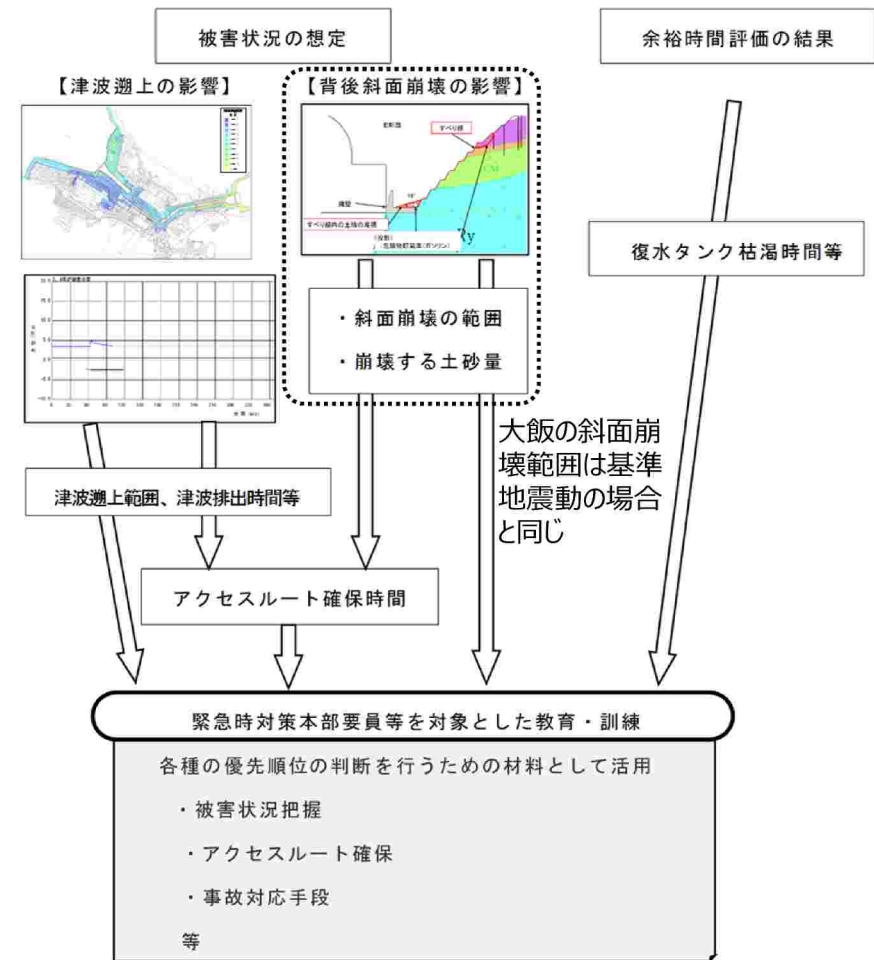 被害状況の想定
余裕時間評価の結果
【津波遡上の影響】
【背後斜面崩壊の影響】
すべり線
すべり線内の土塊の堆積
Ry
・斜面崩壊の範囲
・崩壊する土砂量
復水タンク枯渇時間等
大飯の斜面崩
壊範囲は基準
地震動の場合
と同じ
津波遡上範囲、津波排出時間等
アクセスルート確保時間
緊急時対策本部要員等を対象とした教育・訓練
各種の優先順位の判断を行うための材料として活用
・被害状況把握
・アクセスルート確保
・事故対応手段
等